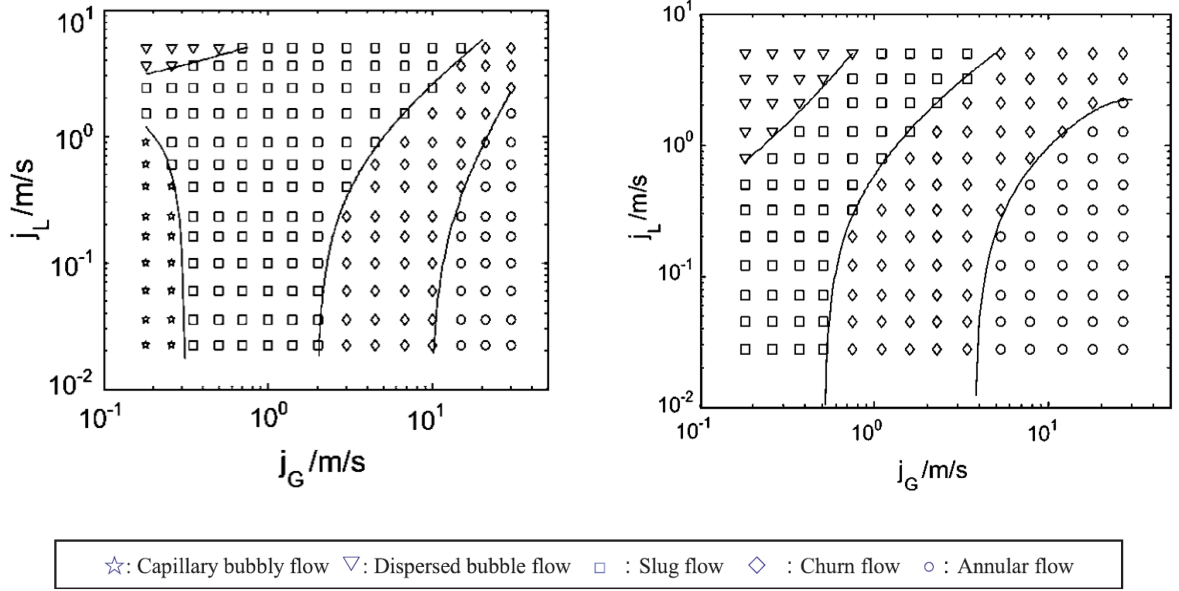 10^1
10^0
10^-1
10^-2
j_L/m/s
10^-1
10^0
10^1
j_G/m/s
10^1
10^0
10^-1
10^-2
j_L/m/s
10^-1
10^0
10^1
j_G/m/s
☆: Capillary bubbly flow ▽: Dispersed bubble flow □ : Slug flow ◇ : Churn flow ○ : Annular flow